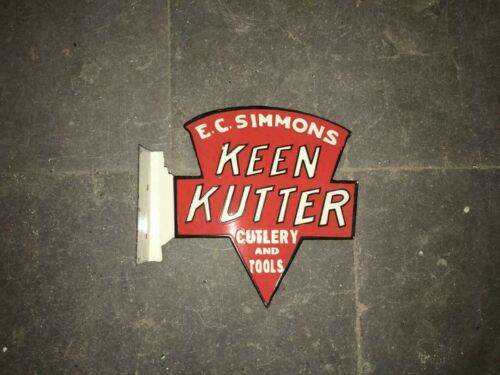 E.C. SIMMONS
KEEN
KUTTER
CUTLERY
AND
TOOLS